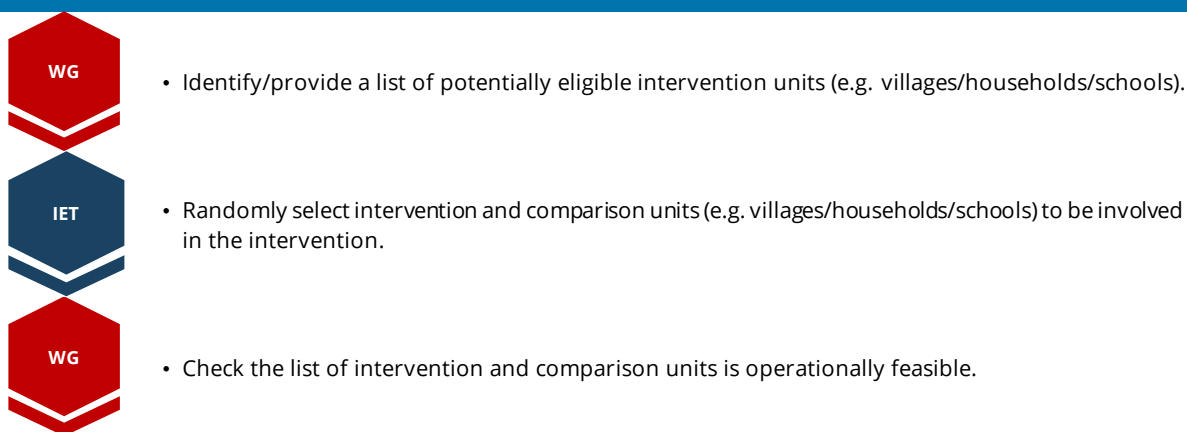 WG
• Identify/provide a list of potentially eligible intervention units (e.g. villages/households/schools).
IET
• Randomly select intervention and comparison units (e.g. villages/households/schools) to be involved
in the intervention.
WG
• Check the list of intervention and comparison units is operationally feasible.